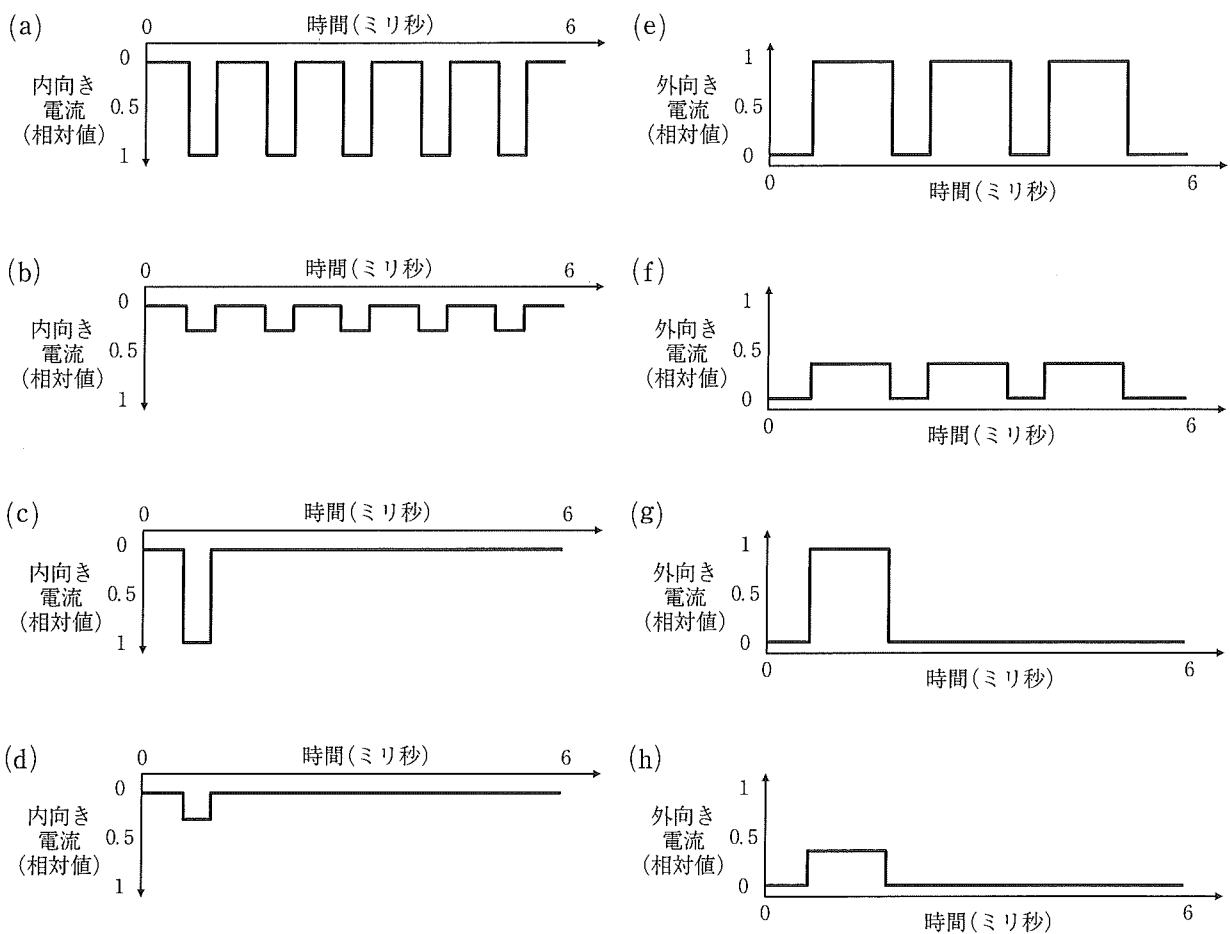 (a)
0 時間(ミリ秒) 6
0
内向き
電流 0.5
(相対値)
1
(b)
0 時間(ミリ秒) 6
0
内向き
電流 0.5
(相対値)
1
(c)
0 時間(ミリ秒) 6
0
内向き
電流 0.5
(相対値)
1
(d)
0 時間(ミリ秒) 6
0
内向き
電流 0.5
(相対値)
1
(e)
1
外向き
電流 0.5
(相対値)
0
0 時間(ミリ秒) 6
(f)
1
外向き
電流 0.5
(相対値)
0
0 時間(ミリ秒) 6
(g)
1
外向き
電流 0.5
(相対値)
0
0 時間(ミリ秒) 6
(h)
1
外向き
電流 0.5
(相対値)
0
0 時間(ミリ秒) 6